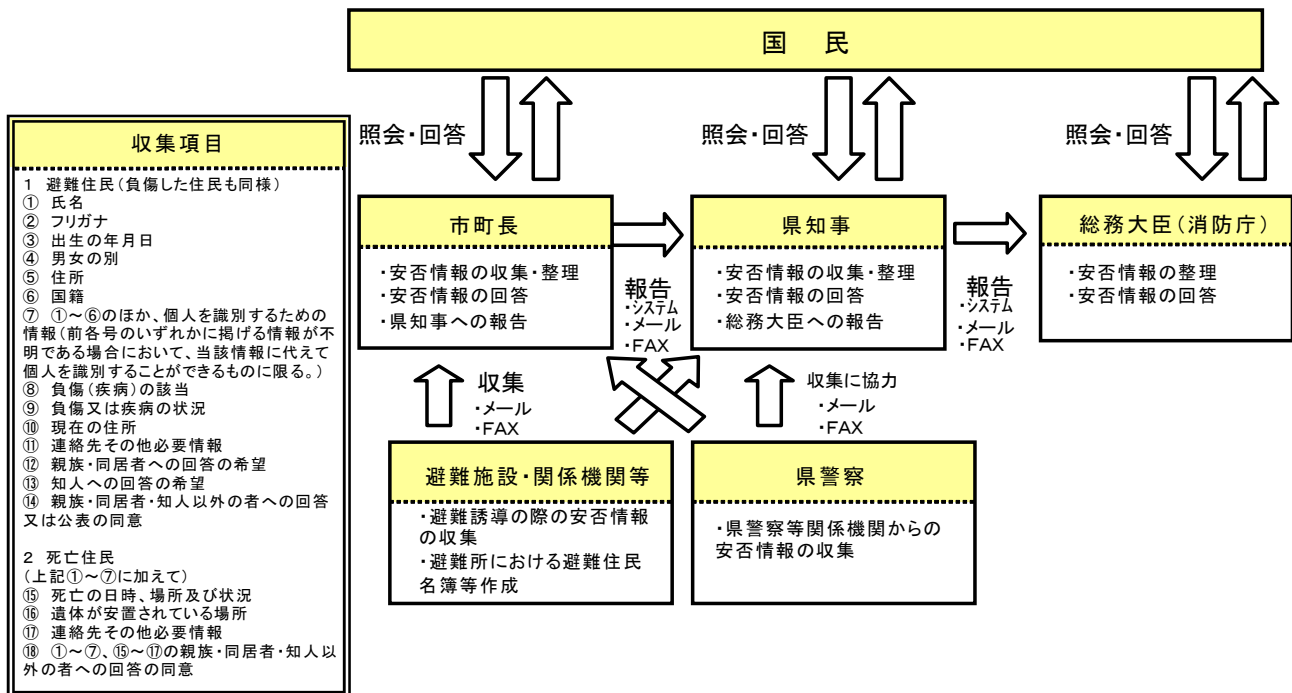 国　民
照会・回答
照会・回答
照会・回答
収集項目
1　避難住民(負傷した住民も同様)
①　氏名
②　フリガナ
③　出生の年月日
④　男女の別
⑤　住所
⑥　国籍
⑦　①～⑥のほか、個人を識別するための
情報(前各号のいずれかに掲げる情報が不
明である場合において、当該情報に代えて
個人を識別することができるものに限る。)
⑧　負傷(疾病)の該当
⑨　負傷又は疾病の状況
⑩　現在の住所
⑪　連絡先その他必要情報
⑫　親族・同居者への回答の希望
⑬　知人への回答の希望
⑭　親族・同居者・知人以外の者への回答
又は公表の同意
2　死亡住民
(上記①～⑦に加えて)
⑮　死亡の日時、場所及び状況
⑯　遺体が安置されている場所
⑰　連絡先その他必要情報
⑱　①～⑦、⑮～⑰の親族・同居者・知人以
外の者への回答の同意
市町長
・安否情報の収集・整理
・安否情報の回答
・県知事への報告
報告
・システム
・メール
・FAX
県知事
・安否情報の収集・整理
・安否情報の回答
・総務大臣への報告
報告
・システム
・メール
・FAX
総務大臣(消防庁)
・安否情報の整理
・安否情報の回答
収集
・メール
・FAX
収集に協力
・メール
・FAX
避難施設・関係機関等
・避難誘導の際の安否情報
の収集
・避難所における避難住民
名簿等作成
県警察
・県警察等関係機関からの
安否情報の収集